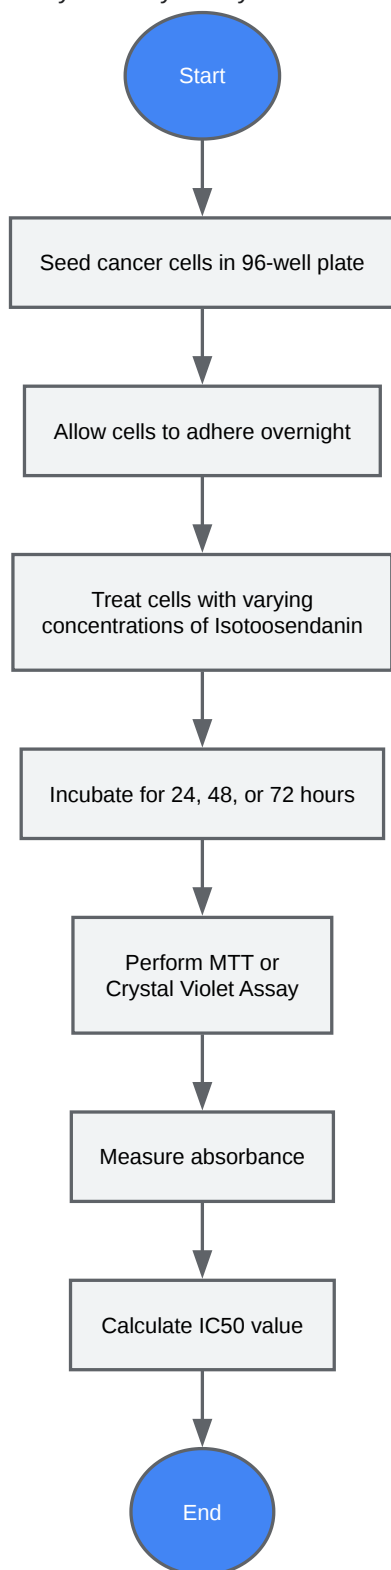 Start
Seed cancer cells in 96-well plate
Allow cells to adhere overnight
Treat cells with varying
concentrations of Isotoosendanin
Incubate for 24, 48, or 72 hours
Perform MTT or
Crystal Violet Assay
Measure absorbance
Calculate IC50 value
End